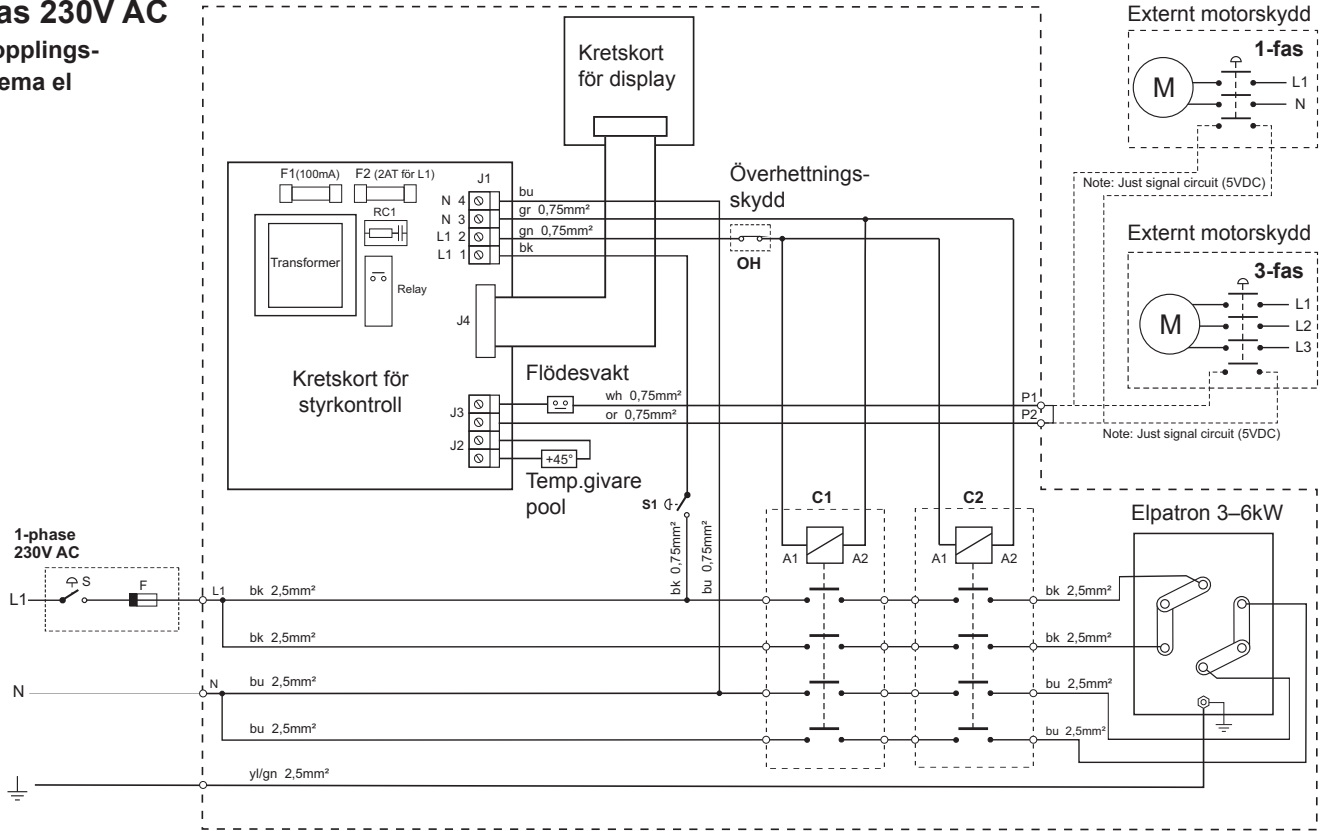 as 230V AC
opplings-
ema el
Kretskort
för display
Externt motorskydd
1-fas
M
L1
N
Note: Just signal circuit (5VDC)
Externt motorskydd
3-fas
M
L1
L2
L3
Note: Just signal circuit (5VDC)
F1(100mA) F2 (2AT för L1)
J1
RC1
Transformer
Relay
N 4
N 3
L1 2
L1 1
bu
gr 0,75mm²
gn 0,75mm²
bk
Överhettnings-
skydd
OH
J4
Kretskort för
styrkontroll
Flödesvakt
J3
J2
wh 0,75mm²
or 0,75mm²
P1
P2
+45°
Temp.givare
pool
S1
bk 0,75mm²
bu 0,75mm²
C1
A1
A2
C2
A1
A2
Elpatron 3–6kW
1-phase
230V AC
L1
S
F
L1
bk 2,5mm²
bk 2,5mm²
bk 2,5mm²
bk 2,5mm²
N
N
bu 2,5mm²
bu 2,5mm²
bu 2,5mm²
bu 2,5mm²
yl/gn 2,5mm²